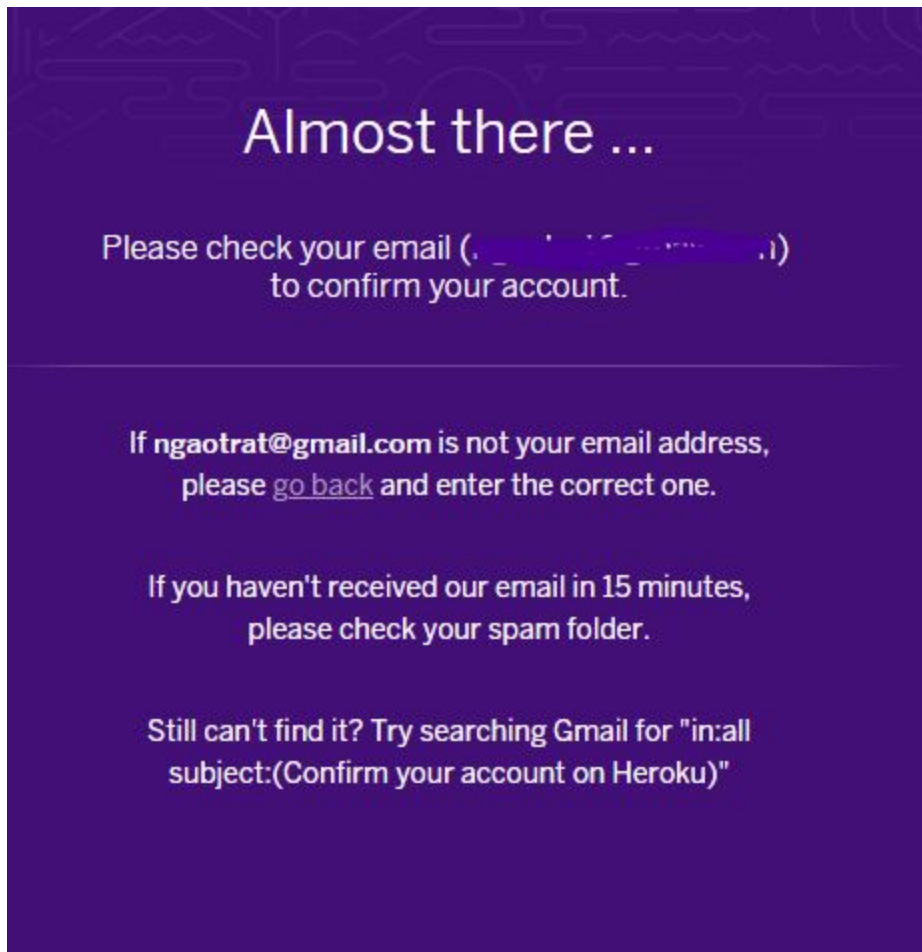 Almost there ...
Please check your email (
)
to confirm your account.
If ngaotrat@gmail.com is not your email address,
please go back and enter the correct one.
If you haven't received our email in 15 minutes,
please check your spam folder.
Still can't find it? Try searching Gmail for "in:all
subject:(Confirm your account on Heroku)"